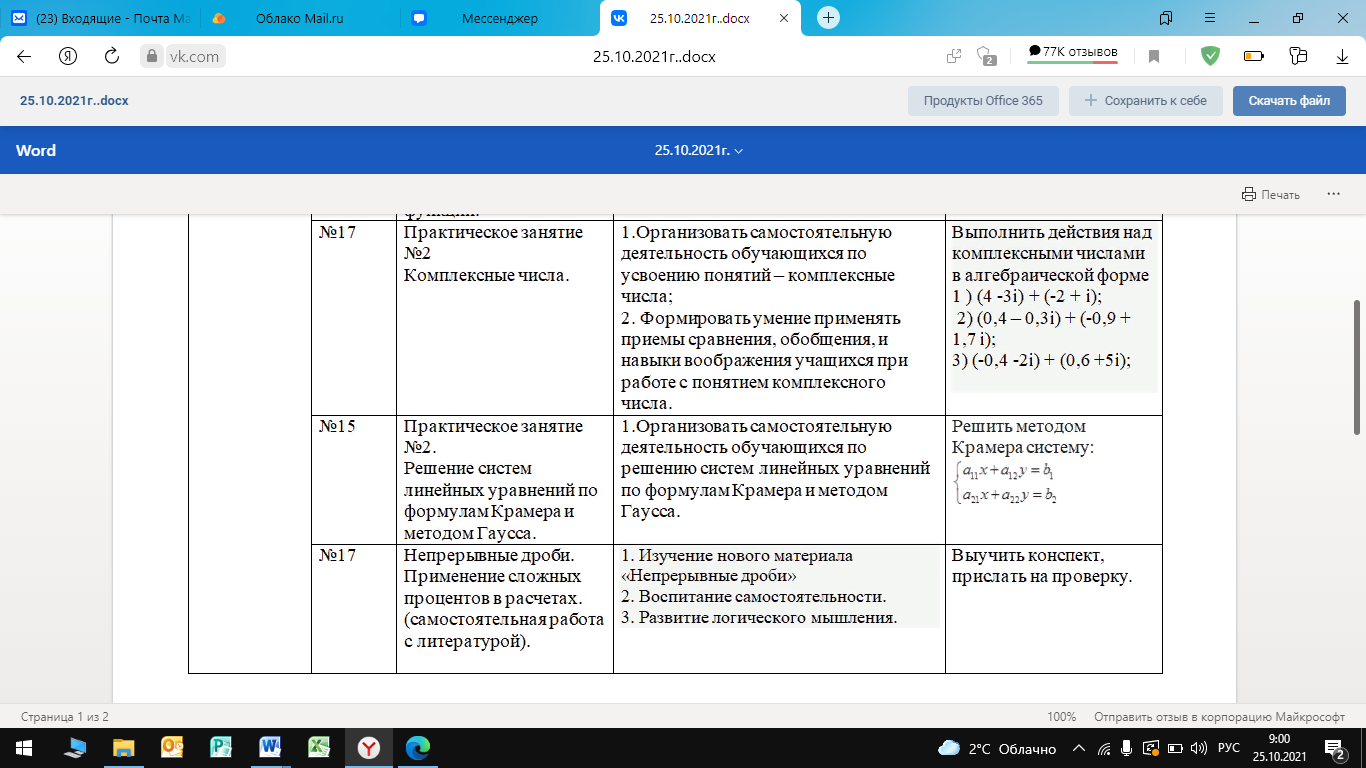 (23) Входящие - Почта Ма
Облако Mail.ru
Мессенджер
25.10.2021г..docx
vk.com
25.10.2021г..docx
77К отзывов
2
25.10.2021г..docx
Продукты Office 365
Сохранить к себе
Скачать файл
Word
25.10.2021г.
Печать
функции.
№17
Практическое занятие
№2
Комплексные числа.
1.Организовать самостоятельную
деятельность обучающихся по
усвоению понятий – комплексные
числа;
2. Формировать умение применять
приемы сравнения, обобщения, и
навыки воображения учащихся при
работе с понятием комплексного
числа.
Выполнить действия над
комплексными числами
в алгебраической форме
1 ) (4 -3i) + (-2 + i);
2) (0,4 – 0,3i) + (-0,9 +
1,7 i);
3) (-0,4 -2i) + (0,6 +5i);
№15
Практическое занятие
№2.
Решение систем
линейных уравнений по
формулам Крамера и
методом Гаусса.
1.Организовать самостоятельную
деятельность обучающихся по
решению систем линейных уравнений
по формулам Крамера и методом
Гаусса.
Решить методом
Крамера систему:
a₁₁x+a₁₂y=b₁
a₂₁x+a₂₂y=b₂
№17
Непрерывные дроби.
Применение сложных
процентов в расчетах.
(самостоятельная работа
с литературой).
1. Изучение нового материала
«Непрерывные дроби»
2. Воспитание самостоятельности.
3. Развитие логического мышления.
Выучить конспект,
прислать на проверку.
Страница 1 из 2
100%
Отправить отзыв в корпорацию Майкрософт
2°C Облачно
РУС
9:00
25.10.2021
2